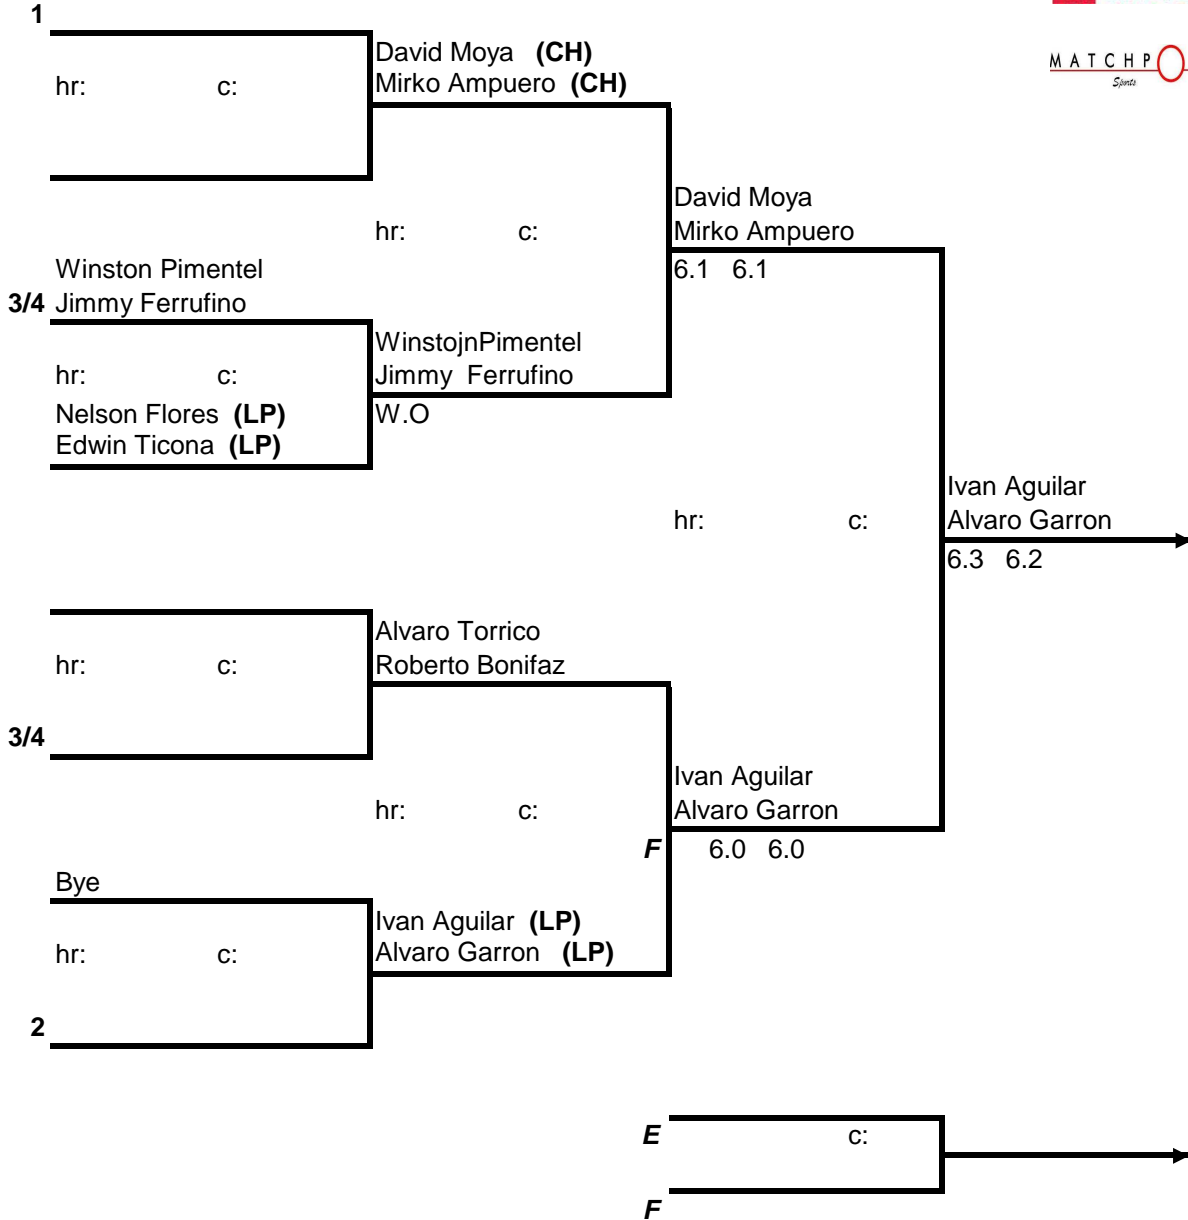 1
David Moya (CH)
Mirko Ampuero (CH)
hr: c:
MATCHP
Sports
David Moya
Mirko Ampuero
hr: c:
6.1 6.1
Winston Pimentel
3/4 Jimmy Ferrufino
WinstojnPimentel
Jimmy Ferrufino
hr: c:
W.O
Nelson Flores (LP)
Edwin Ticona (LP)
Ivan Aguilar
Alvaro Garron
hr: c:
6.3 6.2
Alvaro Torrico
Roberto Bonifaz
hr: c:
3/4
Ivan Aguilar
Alvaro Garron
hr: c:
F 6.0 6.0
Bye
Ivan Aguilar (LP)
Alvaro Garron (LP)
hr: c:
2
E c:
F